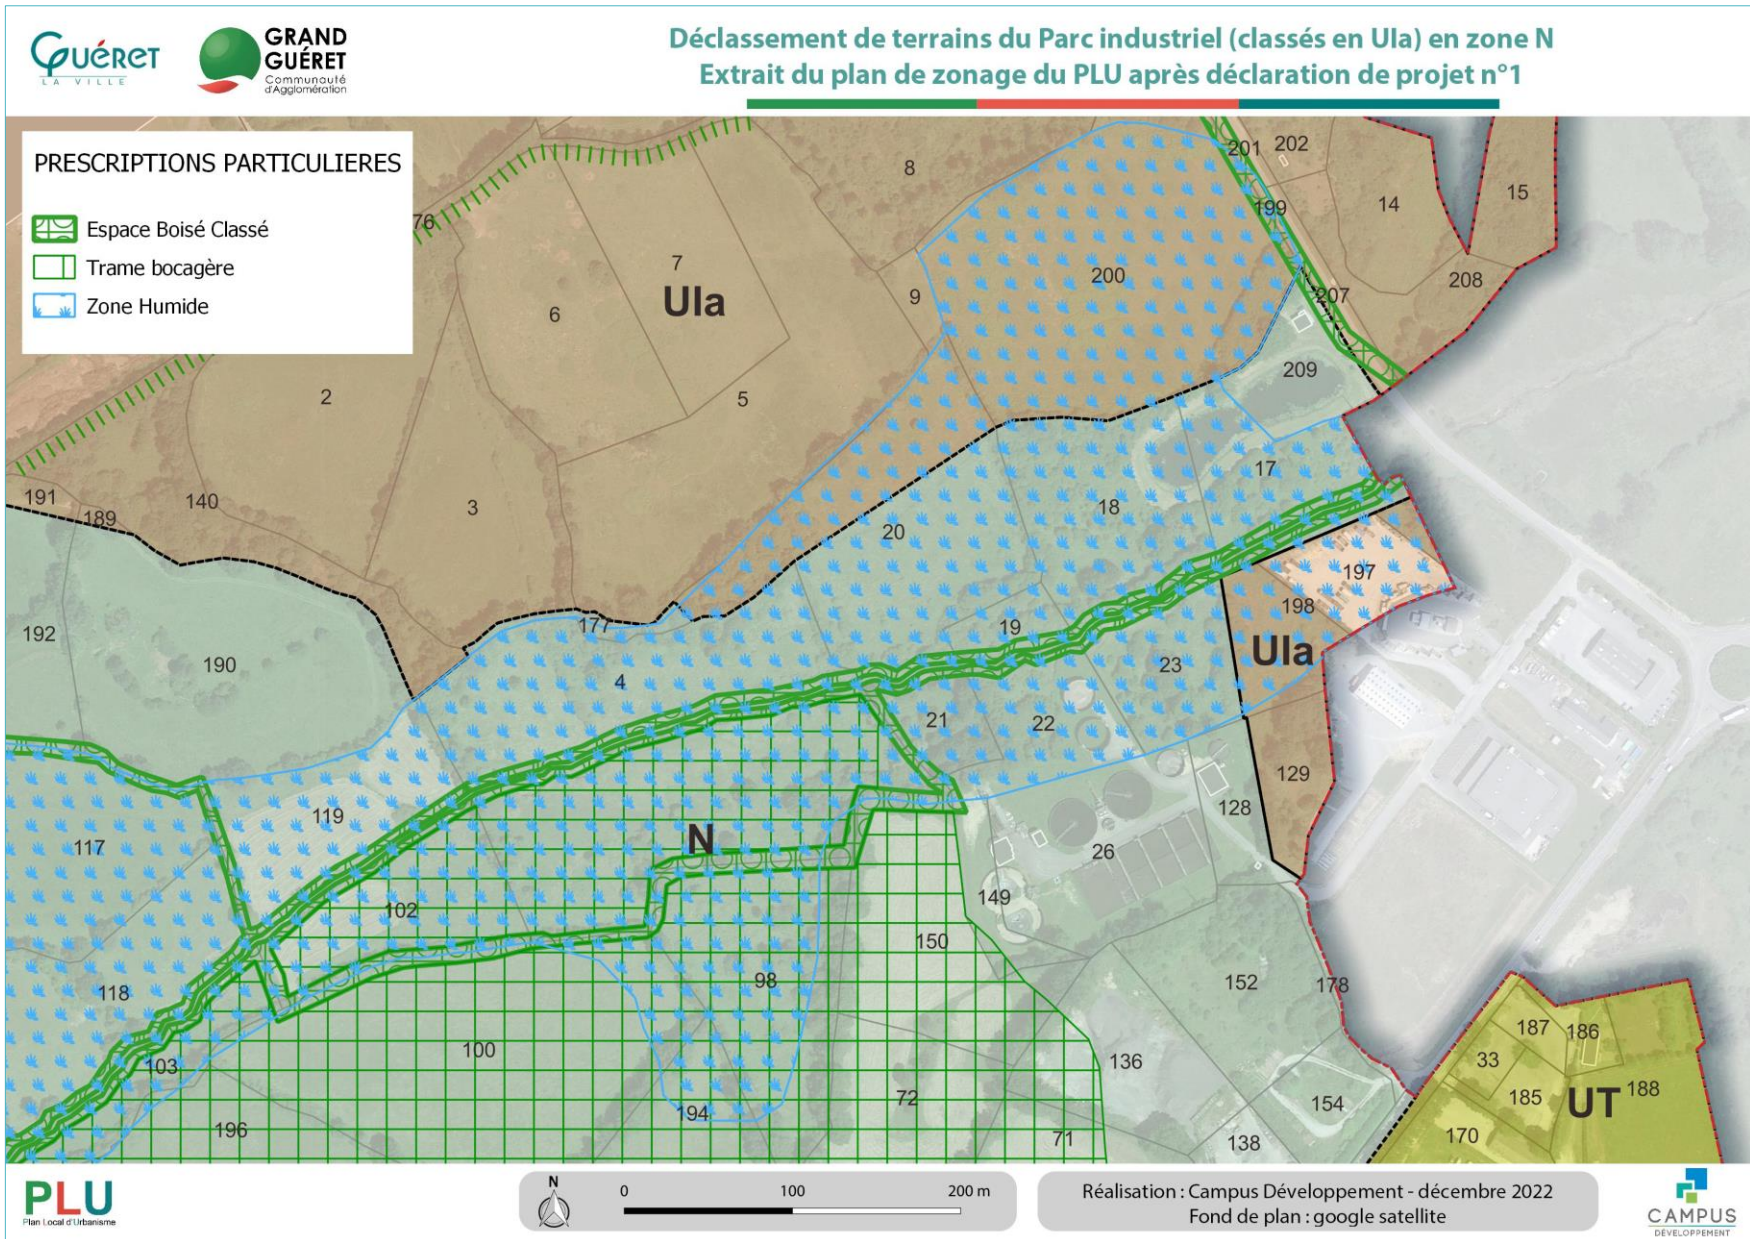 Guéret
LA VILLE
GRAND
GUÉRET
Communauté
d'Agglomération
Déclassement de terrains du Parc industriel (classés en UIa) en zone N
Extrait du plan de zonage du PLU après déclaration de projet n°1
PRESCRIPTIONS PARTICULIERES
Espace Boisé Classé
Trame bocagère
Zone Humide
76
8
201
202
14
15
199
7
UIa
200
208
9
207
6
209
2
5
191
189
140
3
17
18
20
197
198
192
177
19
190
4
23
UIa
21
22
129
128
119
117
N
26
102
149
150
98
152
178
118
187
186
100
103
136
33
72
154
185
UT
188
194
196
71
138
170
PLU
Plan Local d'Urbanisme
N
0
100
200 m
Réalisation : Campus Développement - décembre 2022
Fond de plan : google satellite
CAMPUS
DÉVELOPPEMENT